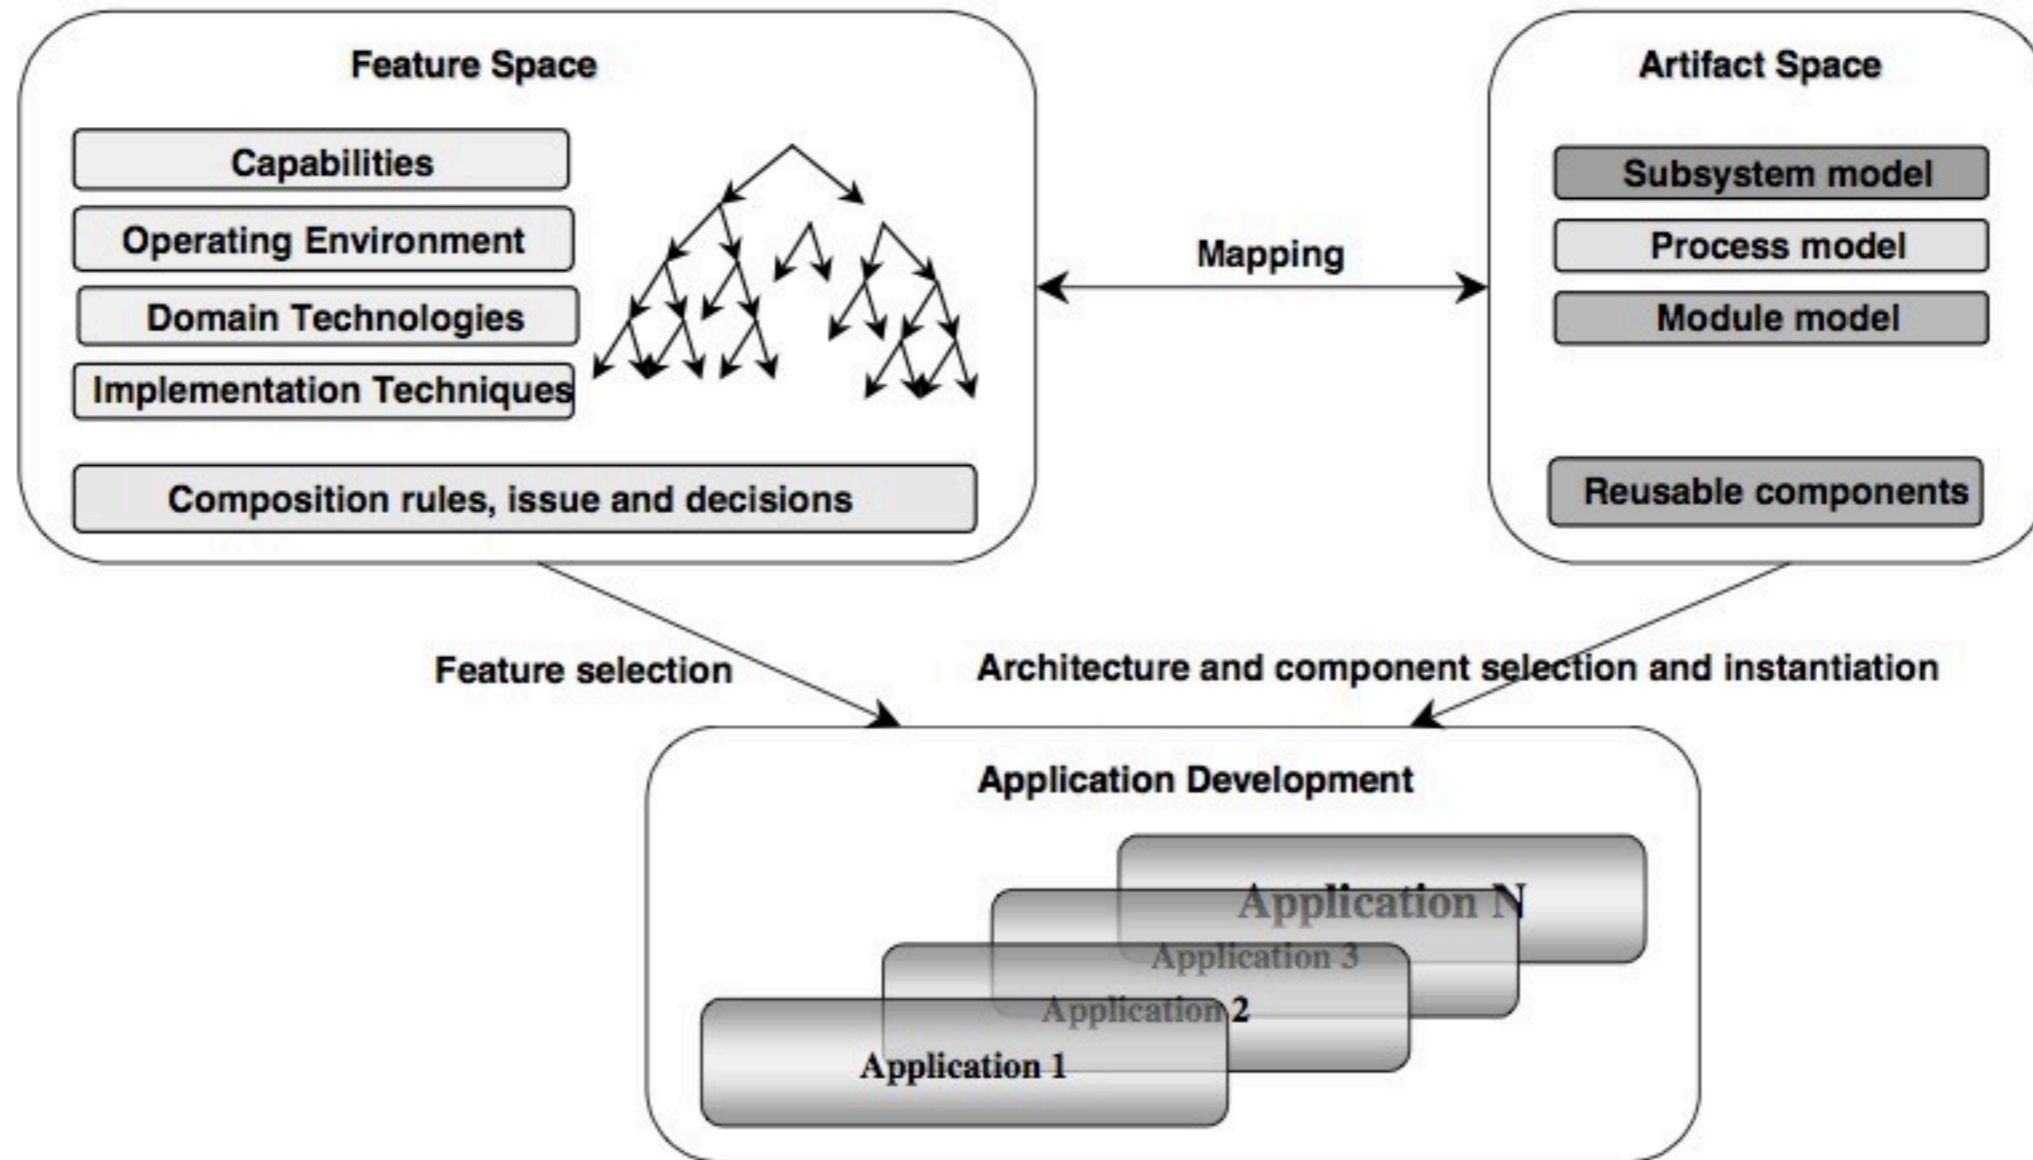 Feature Space
Capabilities
Operating Environment
Domain Technologies
Implementation Techniques
Composition rules, issue and decisions
Mapping
Artifact Space
Subsystem model
Process model
Module model
Reusable components
Feature selection
Architecture and component selection and instantiation
Application Development
Application N
Application 3
Application 2
Application 1